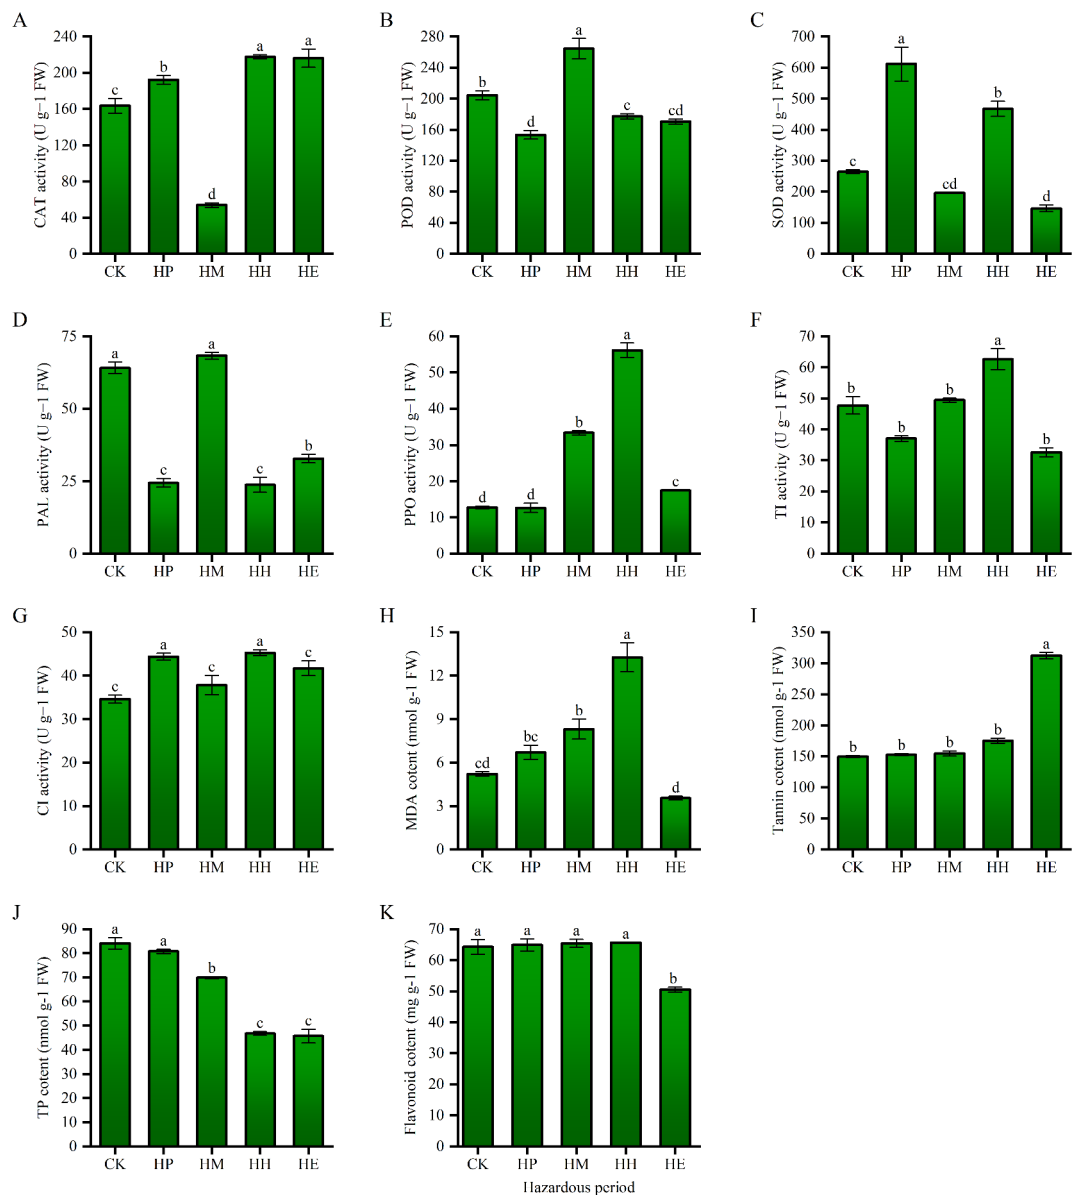 A
CAT activity (U g−1 FW)
240
200
160
120
80
40
0
c
b
d
a
a
CK HP HM HH HE
B
POD activity (U g−1 FW)
280
240
200
160
120
80
40
0
b
d
a
c
cd
CK HP HM HH HE
C
SOD activity (U g−1 FW)
700
600
500
400
300
200
100
0
c
a
cd
b
d
CK HP HM HH HE
D
PAL activity (U g−1 FW)
75
50
25
0
a
c
a
c
b
CK HP HM HH HE
E
PPO activity (U g−1 FW)
60
50
40
30
20
10
0
d
d
b
a
c
CK HP HM HH HE
F
TI activity (U g−1 FW)
70
60
50
40
30
20
10
0
b
b
b
a
b
CK HP HM HH HE
G
CI activity (U g−1 FW)
50
40
30
20
10
0
c
a
c
a
c
CK HP HM HH HE
H
MDA cotent (nmol g-1 FW)
15
12
9
6
3
0
cd
bc
b
a
d
CK HP HM HH HE
I
Tannin cotent (nmol g-1 FW)
350
300
250
200
150
100
50
0
b
b
b
b
a
CK HP HM HH HE
J
TP cotent (nmol g-1 FW)
90
80
70
60
50
40
30
20
10
0
a
a
b
c
c
CK HP HM HH HE
K
Flavonoid cotent (mg g-1 FW)
70
60
50
40
30
20
10
0
a
a
a
a
b
CK HP HM HH HE
Hazardous period